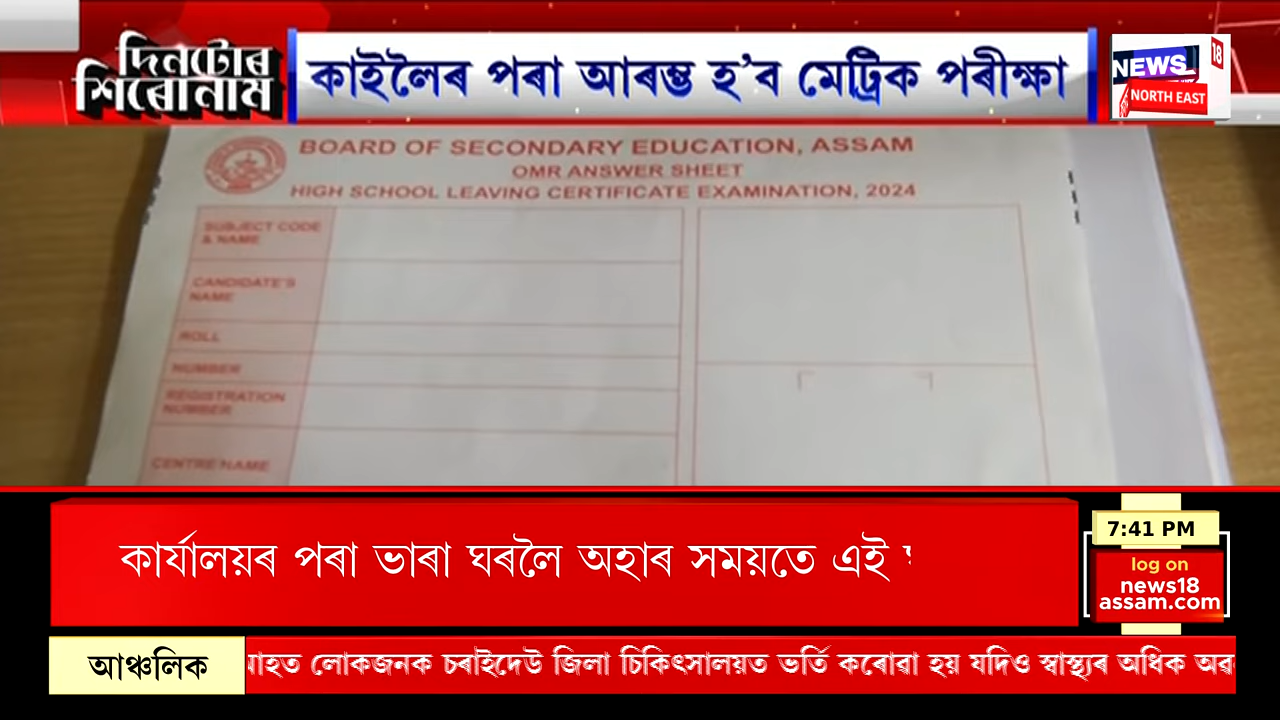 দিনটোৰ
শিৰোনাম
কাইলৈৰ পৰা আৰম্ভ হ'ব মেট্ৰিক পৰীক্ষা
NEWS 18
NORTH EAST
BOARD OF SECONDARY EDUCATION, ASSAM
OMR ANSWER SHEET
HIGH SCHOOL LEAVING CERTIFICATE EXAMINATION, 2024
SUBJECT CODE
& NAME
CANDIDATE'S
NAME
ROLL
NUMBER
REGISTRATION
NUMBER
CENTRE NAME
কাৰ্যালয়ৰ পৰা ভাৰা ঘৰলৈ অহাৰ সময়তে এই
7:41 PM
log on
news18
assam.com
আঞ্চলিক
লোকজনক চৰাইদেউ জিলা চিকিৎসালয়ত ভৰ্তি কৰোৱা হয় যদিও স্বাস্থ্যৰ অধিক